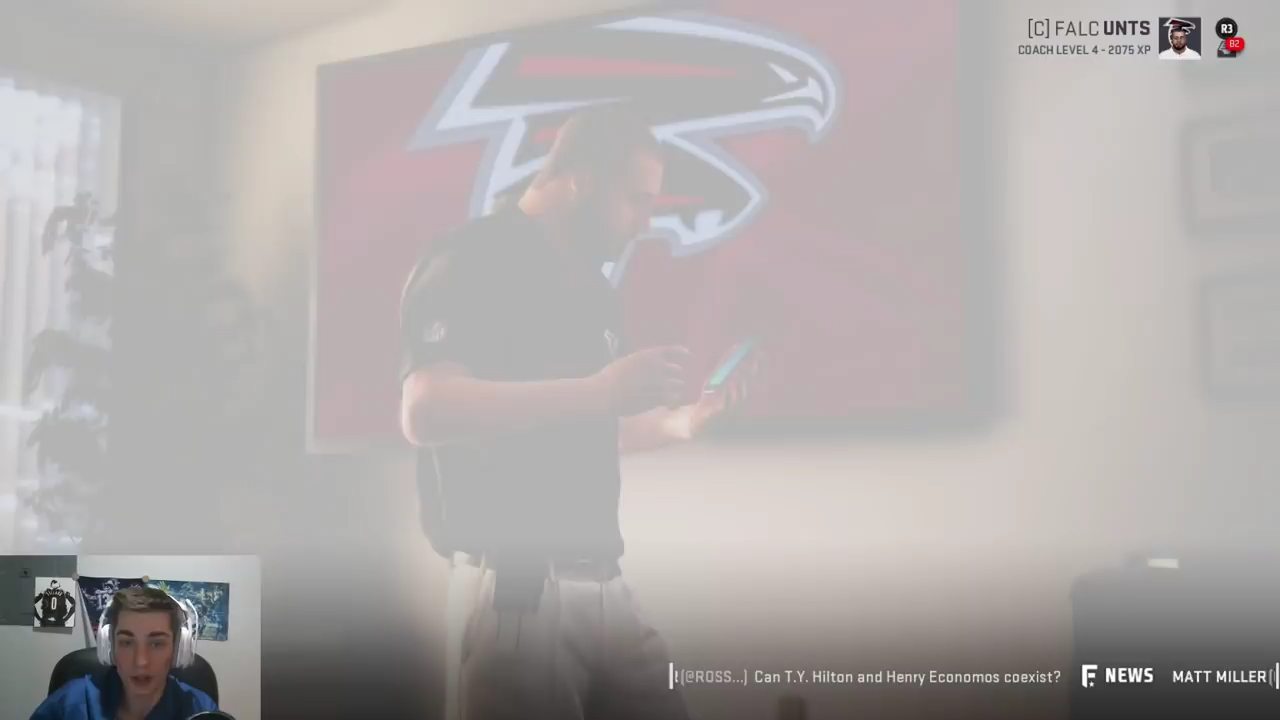 [C] FALC UNTS
COACH LEVEL 4 - 2075 XP
R3
82
(@ROSS...) Can T.Y. Hilton and Henry Economos coexist? NEWS MATT MILLER
0